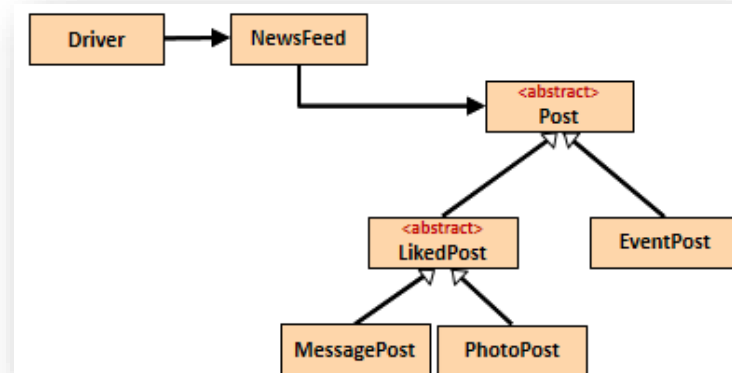 Driver
NewsFeed
<abstract>
Post
<abstract>
LikedPost
EventPost
MessagePost
PhotoPost